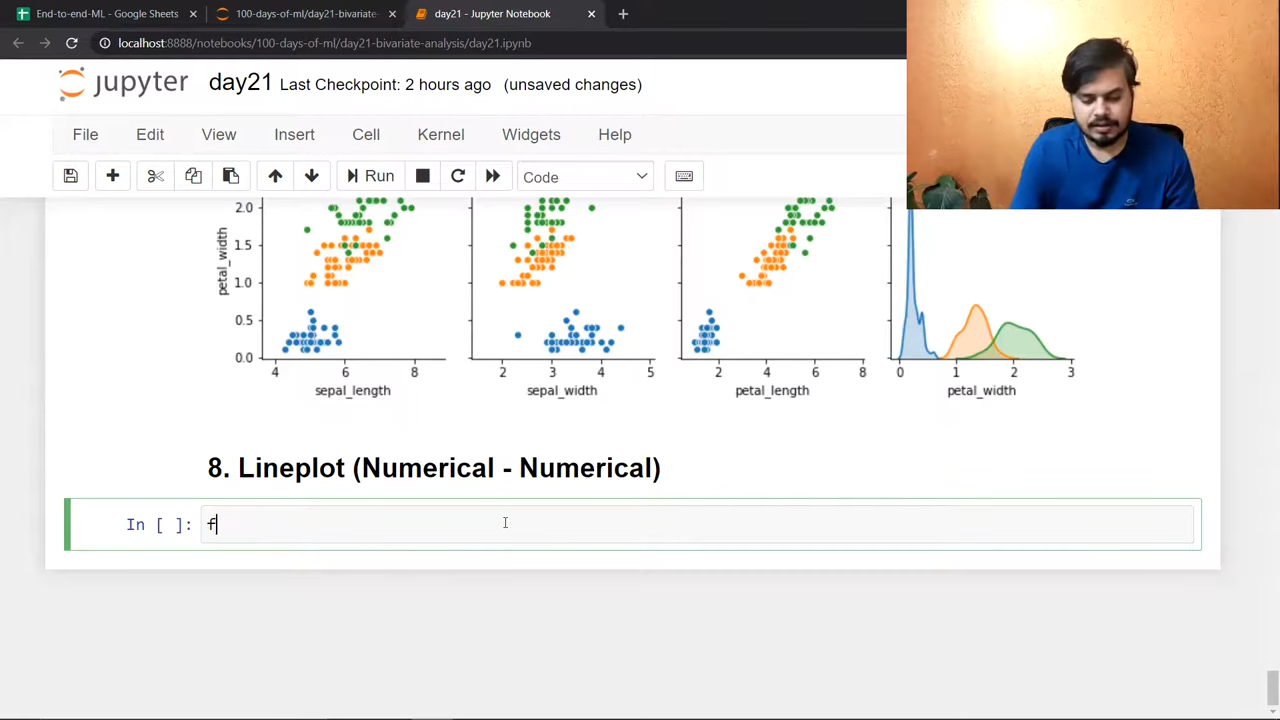 End-to-end-ML - Google Sheets
100-days-of-ml/day21-bivariate-
day21 - Jupyter Notebook
localhost:8888/notebooks/100-days-of-ml/day21-bivariate-analysis/day21.ipynb
jupyter day21 Last Checkpoint: 2 hours ago (unsaved changes)
File Edit View Insert Cell Kernel Widgets Help
Run Code
petal_width
2.0
1.5
1.0
0.5
0.0
4 6 8 2 3 4 5 2 4 6 8 0 1 2 3
sepal_length sepal_width petal_length petal_width
8. Lineplot (Numerical - Numerical)
In [ ]: f